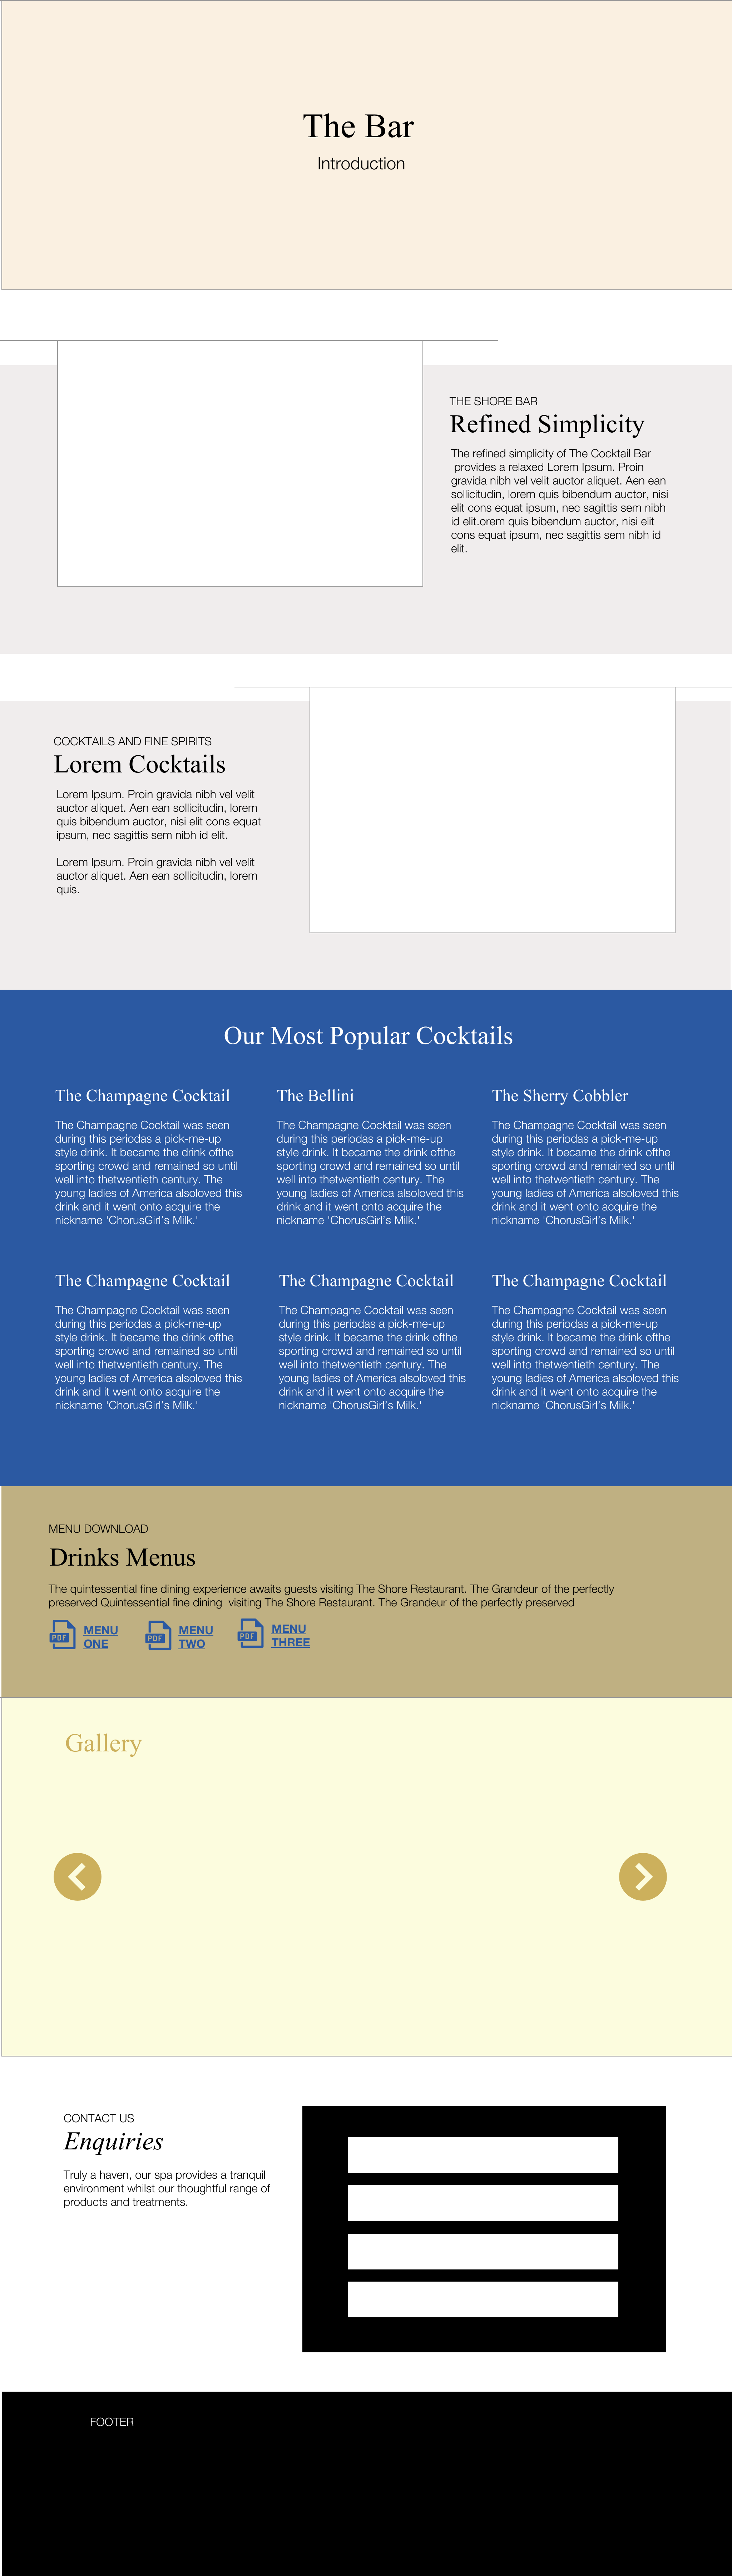 The Bar
Introduction
THE SHORE BAR
Refined Simplicity
The refined simplicity of The Cocktail Bar
provides a relaxed Lorem Ipsum. Proin
gravida nibh vel velit auctor aliquet. Aen ean
sollicitudin, lorem quis bibendum auctor, nisi
elit cons equat ipsum, nec sagittis sem nibh
id elit.orem quis bibendum auctor, nisi elit
cons equat ipsum, nec sagittis sem nibh id
elit.
COCKTAILS AND FINE SPIRITS
Lorem Cocktails
Lorem Ipsum. Proin gravida nibh vel velit
auctor aliquet. Aen ean sollicitudin, lorem
quis bibendum auctor, nisi elit cons equat
ipsum, nec sagittis sem nibh id elit.
Lorem Ipsum. Proin gravida nibh vel velit
auctor aliquet. Aen ean sollicitudin, lorem
quis.
Our Most Popular Cocktails
The Champagne Cocktail
The Champagne Cocktail was seen
during this periodas a pick-me-up
style drink. It became the drink ofthe
sporting crowd and remained so until
well into thetwentieth century. The
young ladies of America alsoloved this
drink and it went onto acquire the
nickname 'ChorusGirl's Milk.'
The Bellini
The Champagne Cocktail was seen
during this periodas a pick-me-up
style drink. It became the drink ofthe
sporting crowd and remained so until
well into thetwentieth century. The
young ladies of America alsoloved this
drink and it went onto acquire the
nickname 'ChorusGirl's Milk.'
The Sherry Cobbler
The Champagne Cocktail was seen
during this periodas a pick-me-up
style drink. It became the drink ofthe
sporting crowd and remained so until
well into thetwentieth century. The
young ladies of America alsoloved this
drink and it went onto acquire the
nickname 'ChorusGirl's Milk.'
The Champagne Cocktail
The Champagne Cocktail was seen
during this periodas a pick-me-up
style drink. It became the drink ofthe
sporting crowd and remained so until
well into thetwentieth century. The
young ladies of America alsoloved this
drink and it went onto acquire the
nickname 'ChorusGirl's Milk.'
The Champagne Cocktail
The Champagne Cocktail was seen
during this periodas a pick-me-up
style drink. It became the drink ofthe
sporting crowd and remained so until
well into thetwentieth century. The
young ladies of America alsoloved this
drink and it went onto acquire the
nickname 'ChorusGirl's Milk.'
The Champagne Cocktail
The Champagne Cocktail was seen
during this periodas a pick-me-up
style drink. It became the drink ofthe
sporting crowd and remained so until
well into thetwentieth century. The
young ladies of America alsoloved this
drink and it went onto acquire the
nickname 'ChorusGirl's Milk.'
MENU DOWNLOAD
Drinks Menus
The quintessential fine dining experience awaits guests visiting The Shore Restaurant. The Grandeur of the perfectly
preserved Quintessential fine dining  visiting The Shore Restaurant. The Grandeur of the perfectly preserved
PDF
MENU
ONE
PDF
MENU
TWO
PDF
MENU
THREE
Gallery
CONTACT US
Enquiries
Truly a haven, our spa provides a tranquil
environment whilst our thoughtful range of
products and treatments.
FOOTER